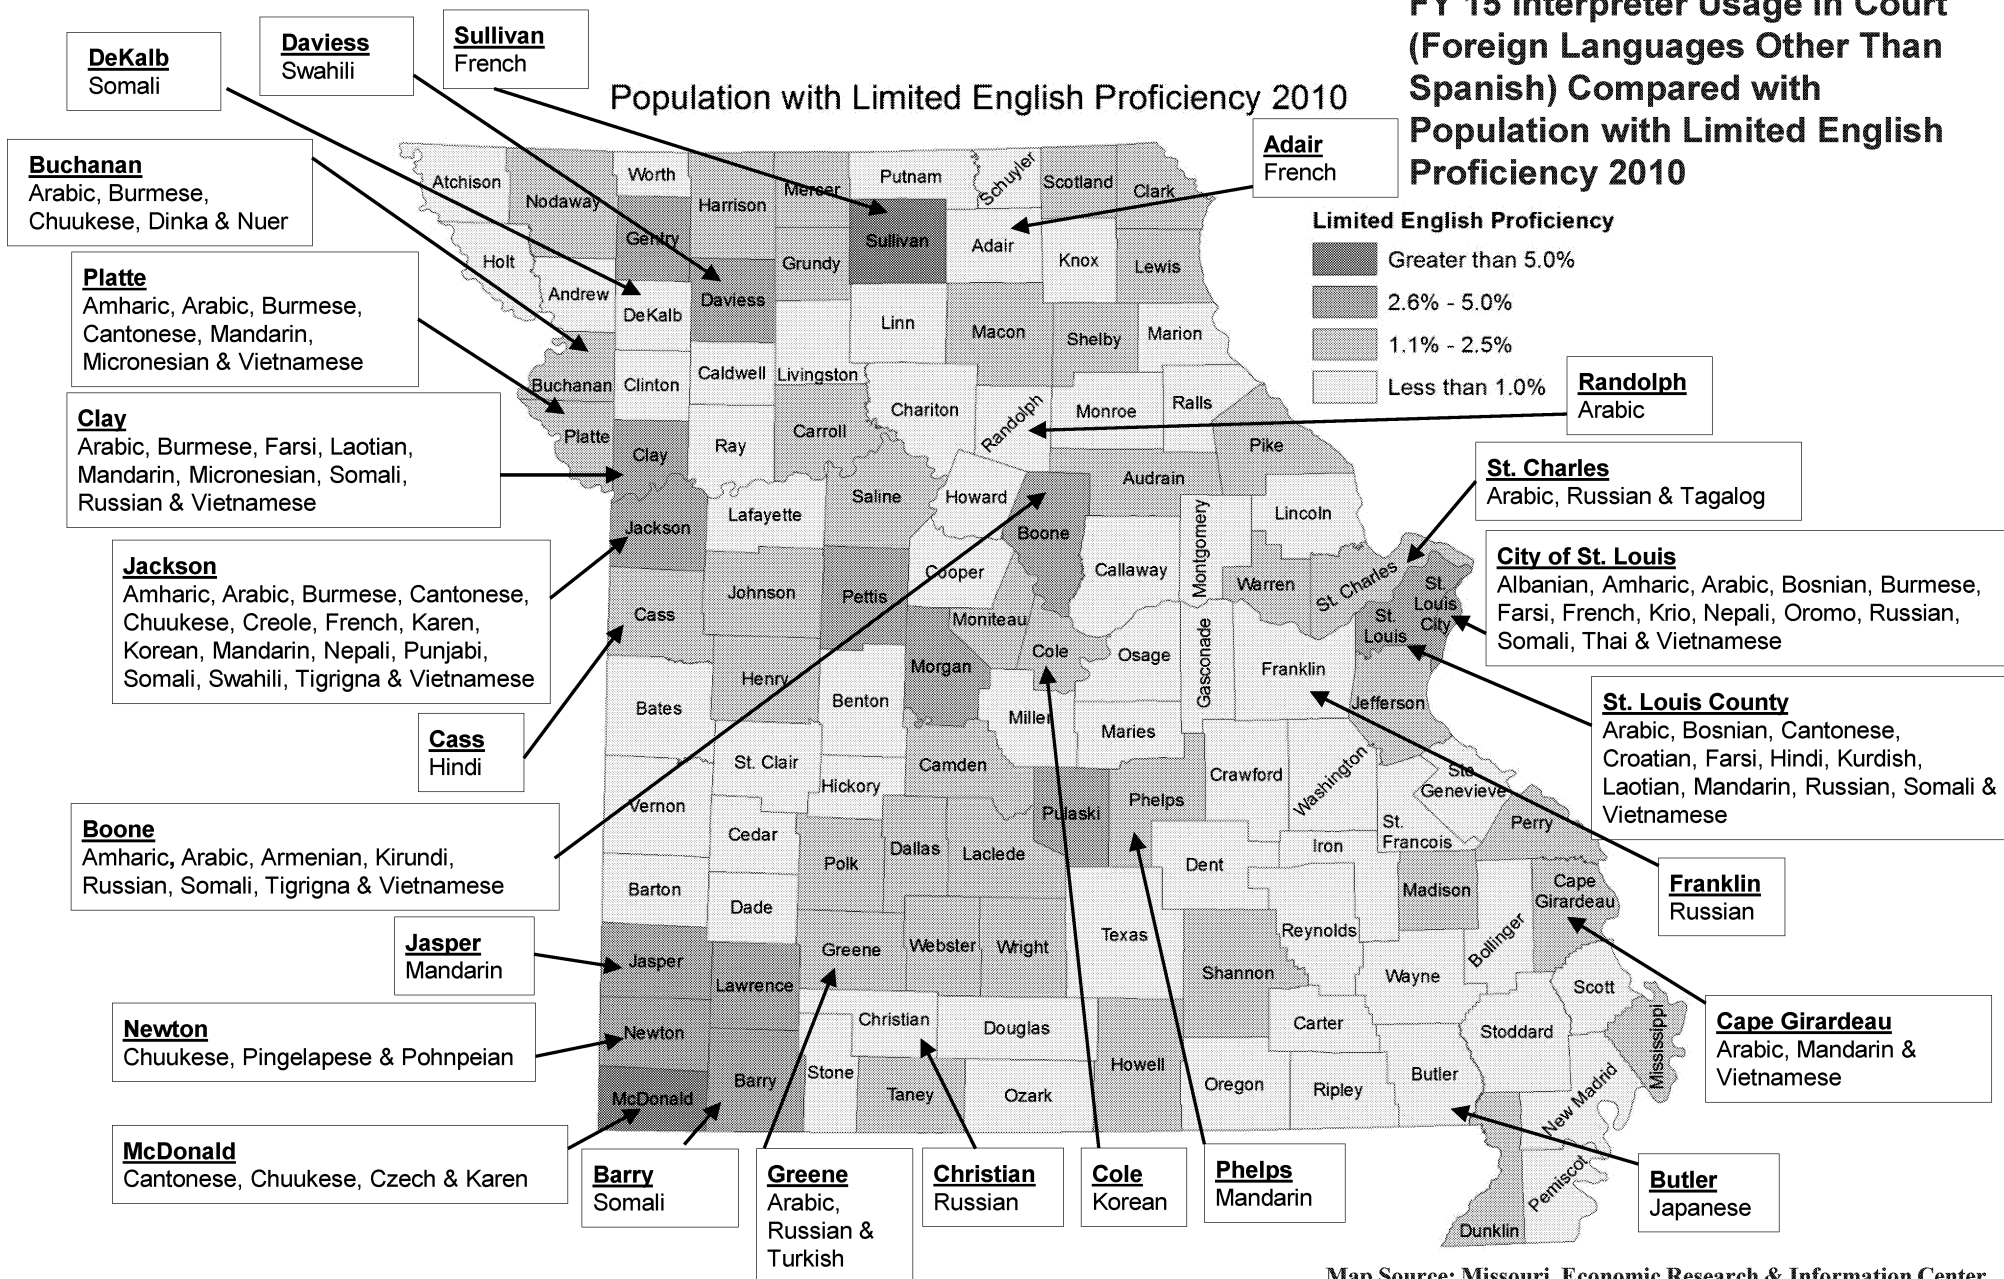 FY 15 Interpreter Usage in Court
(Foreign Languages Other Than
Spanish) Compared with
Population with Limited English
Proficiency 2010
Population with Limited English Proficiency 2010
Limited English Proficiency
Greater than 5.0%
2.6% - 5.0%
1.1% - 2.5%
Less than 1.0%
DeKalb
Somali
Daviess
Swahili
Sullivan
French
Adair
French
Buchanan
Arabic, Burmese,
Chuukese, Dinka & Nuer
Platte
Amharic, Arabic, Burmese,
Cantonese, Mandarin,
Micronesian & Vietnamese
Clay
Arabic, Burmese, Farsi, Laotian,
Mandarin, Micronesian, Somali,
Russian & Vietnamese
Jackson
Amharic, Arabic, Burmese, Cantonese,
Chuukese, Creole, French, Karen,
Korean, Mandarin, Nepali, Punjabi,
Somali, Swahili, Tigrigna & Vietnamese
Cass
Hindi
Boone
Amharic, Arabic, Armenian, Kirundi,
Russian, Somali, Tigrigna & Vietnamese
Jasper
Mandarin
Newton
Chuukese, Pingelapese & Pohnpeian
McDonald
Cantonese, Chuukese, Czech & Karen
Barry
Somali
Greene
Arabic,
Russian &
Turkish
Christian
Russian
Cole
Korean
Phelps
Mandarin
Butler
Japanese
Cape Girardeau
Arabic, Mandarin &
Vietnamese
Franklin
Russian
St. Louis County
Arabic, Bosnian, Cantonese,
Croatian, Farsi, Hindi, Kurdish,
Laotian, Mandarin, Russian, Somali &
Vietnamese
City of St. Louis
Albanian, Amharic, Arabic, Bosnian, Burmese,
Farsi, French, Krio, Nepali, Oromo, Russian,
Somali, Thai & Vietnamese
St. Charles
Arabic, Russian & Tagalog
Randolph
Arabic
Atchison
Nodaway
Worth
Harrison
Mercer
Putnam
Schuyler
Scotland
Clark
Gentry
Sullivan
Adair
Knox
Lewis
Holt
Andrew
DeKalb
Daviess
Grundy
Linn
Macon
Shelby
Marion
Buchanan
Clinton
Caldwell
Livingston
Chariton
Randolph
Monroe
Ralls
Platte
Clay
Ray
Carroll
Pike
Audrain
Saline
Howard
Boone
Jackson
Lafayette
Montgomery
Lincoln
Cooper
Callaway
Warren
St. Charles
St.
Louis
City
St.
Louis
Cass
Johnson
Pettis
Moniteau
Cole
Osage
Gasconade
Franklin
Jefferson
Morgan
Henry
Benton
Miller
Maries
Bates
St. Clair
Hickory
Camden
Pulaski
Phelps
Crawford
Washington
Ste
Genevieve
St.
Francois
Perry
Vernon
Cedar
Polk
Dallas
Laclede
Dent
Iron
Madison
Cape
Girardeau
Barton
Dade
Greene
Webster
Wright
Texas
Reynolds
Bollinger
Jasper
Lawrence
Shannon
Wayne
Scott
Newton
Christian
Douglas
Carter
Stoddard
Mississippi
McDonald
Barry
Stone
Taney
Ozark
Howell
Oregon
Ripley
Butler
New Madrid
Pemiscot
Dunklin
Map Source: Missouri Economic Research & Information Center